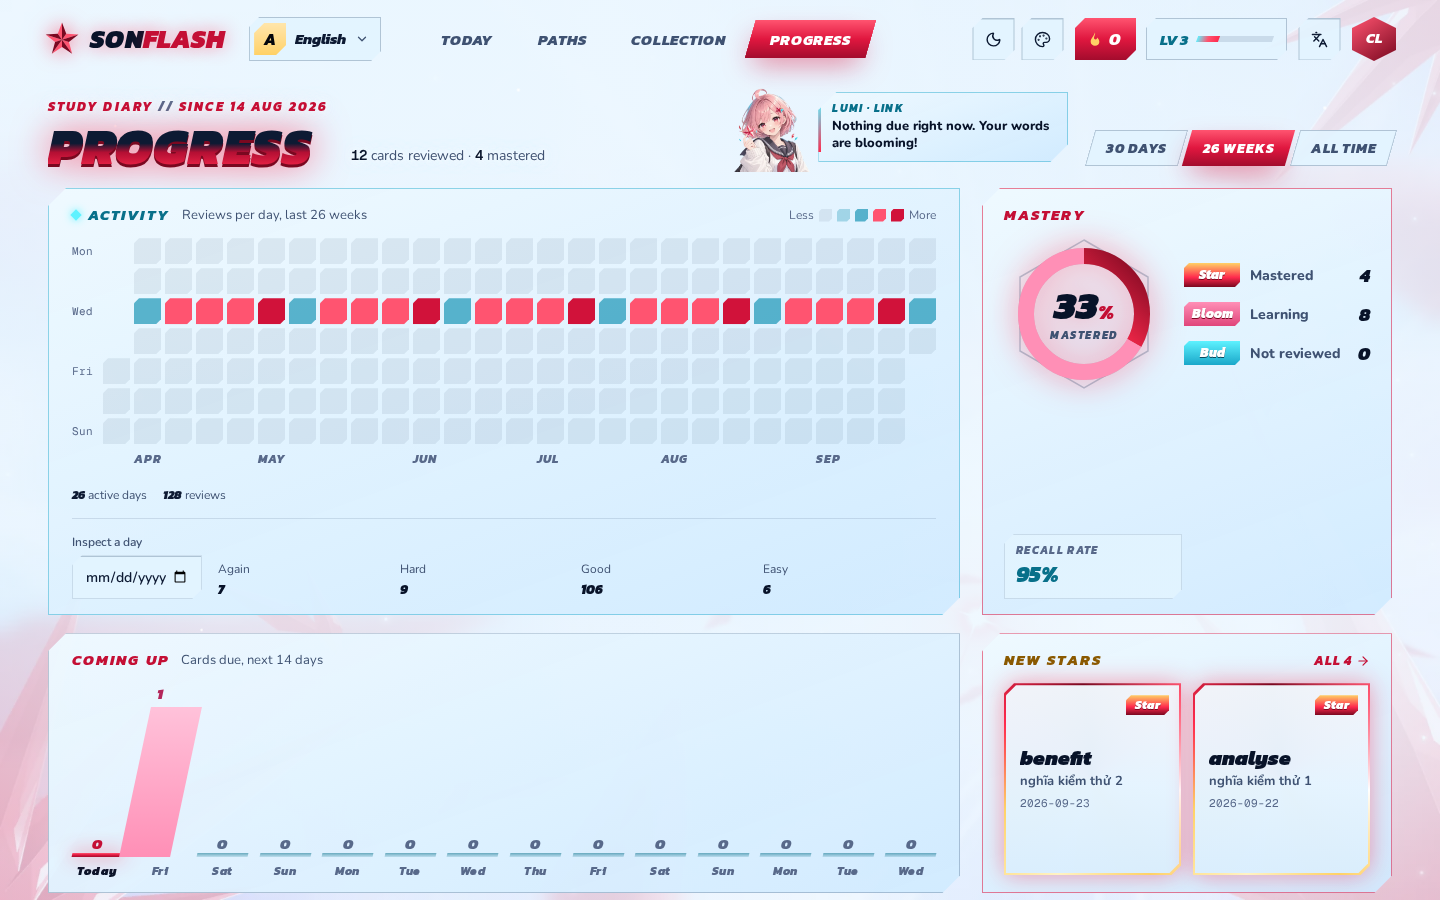 SONFLASH
A English
TODAY PATHS COLLECTION PROGRESS
0
LV 3
CL
STUDY DIARY // SINCE 14 AUG 2026
PROGRESS
12 cards reviewed · 4 mastered
LUMI · LINK
Nothing due right now. Your words
are blooming!
30 DAYS 26 WEEKS ALL TIME
ACTIVITY Reviews per day, last 26 weeks
Less More
Mon
Wed
Fri
Sun
APR MAY JUN JUL AUG SEP
26 active days 128 reviews
Inspect a day
mm/dd/yyyy
Again Hard Good Easy
7 9 106 6
MASTERY
33%
MASTERED
Star Mastered 4
Bloom Learning 8
Bud Not reviewed 0
RECALL RATE
95%
COMING UP Cards due, next 14 days
1
0 0 0 0 0 0 0 0 0 0 0 0 0
Today Fri Sat Sun Mon Tue Wed Thu Fri Sat Sun Mon Tue Wed
NEW STARS
ALL 4 →
Star
benefit
nghĩa kiểm thử 2
2026-09-23
Star
analyse
nghĩa kiểm thử 1
2026-09-22